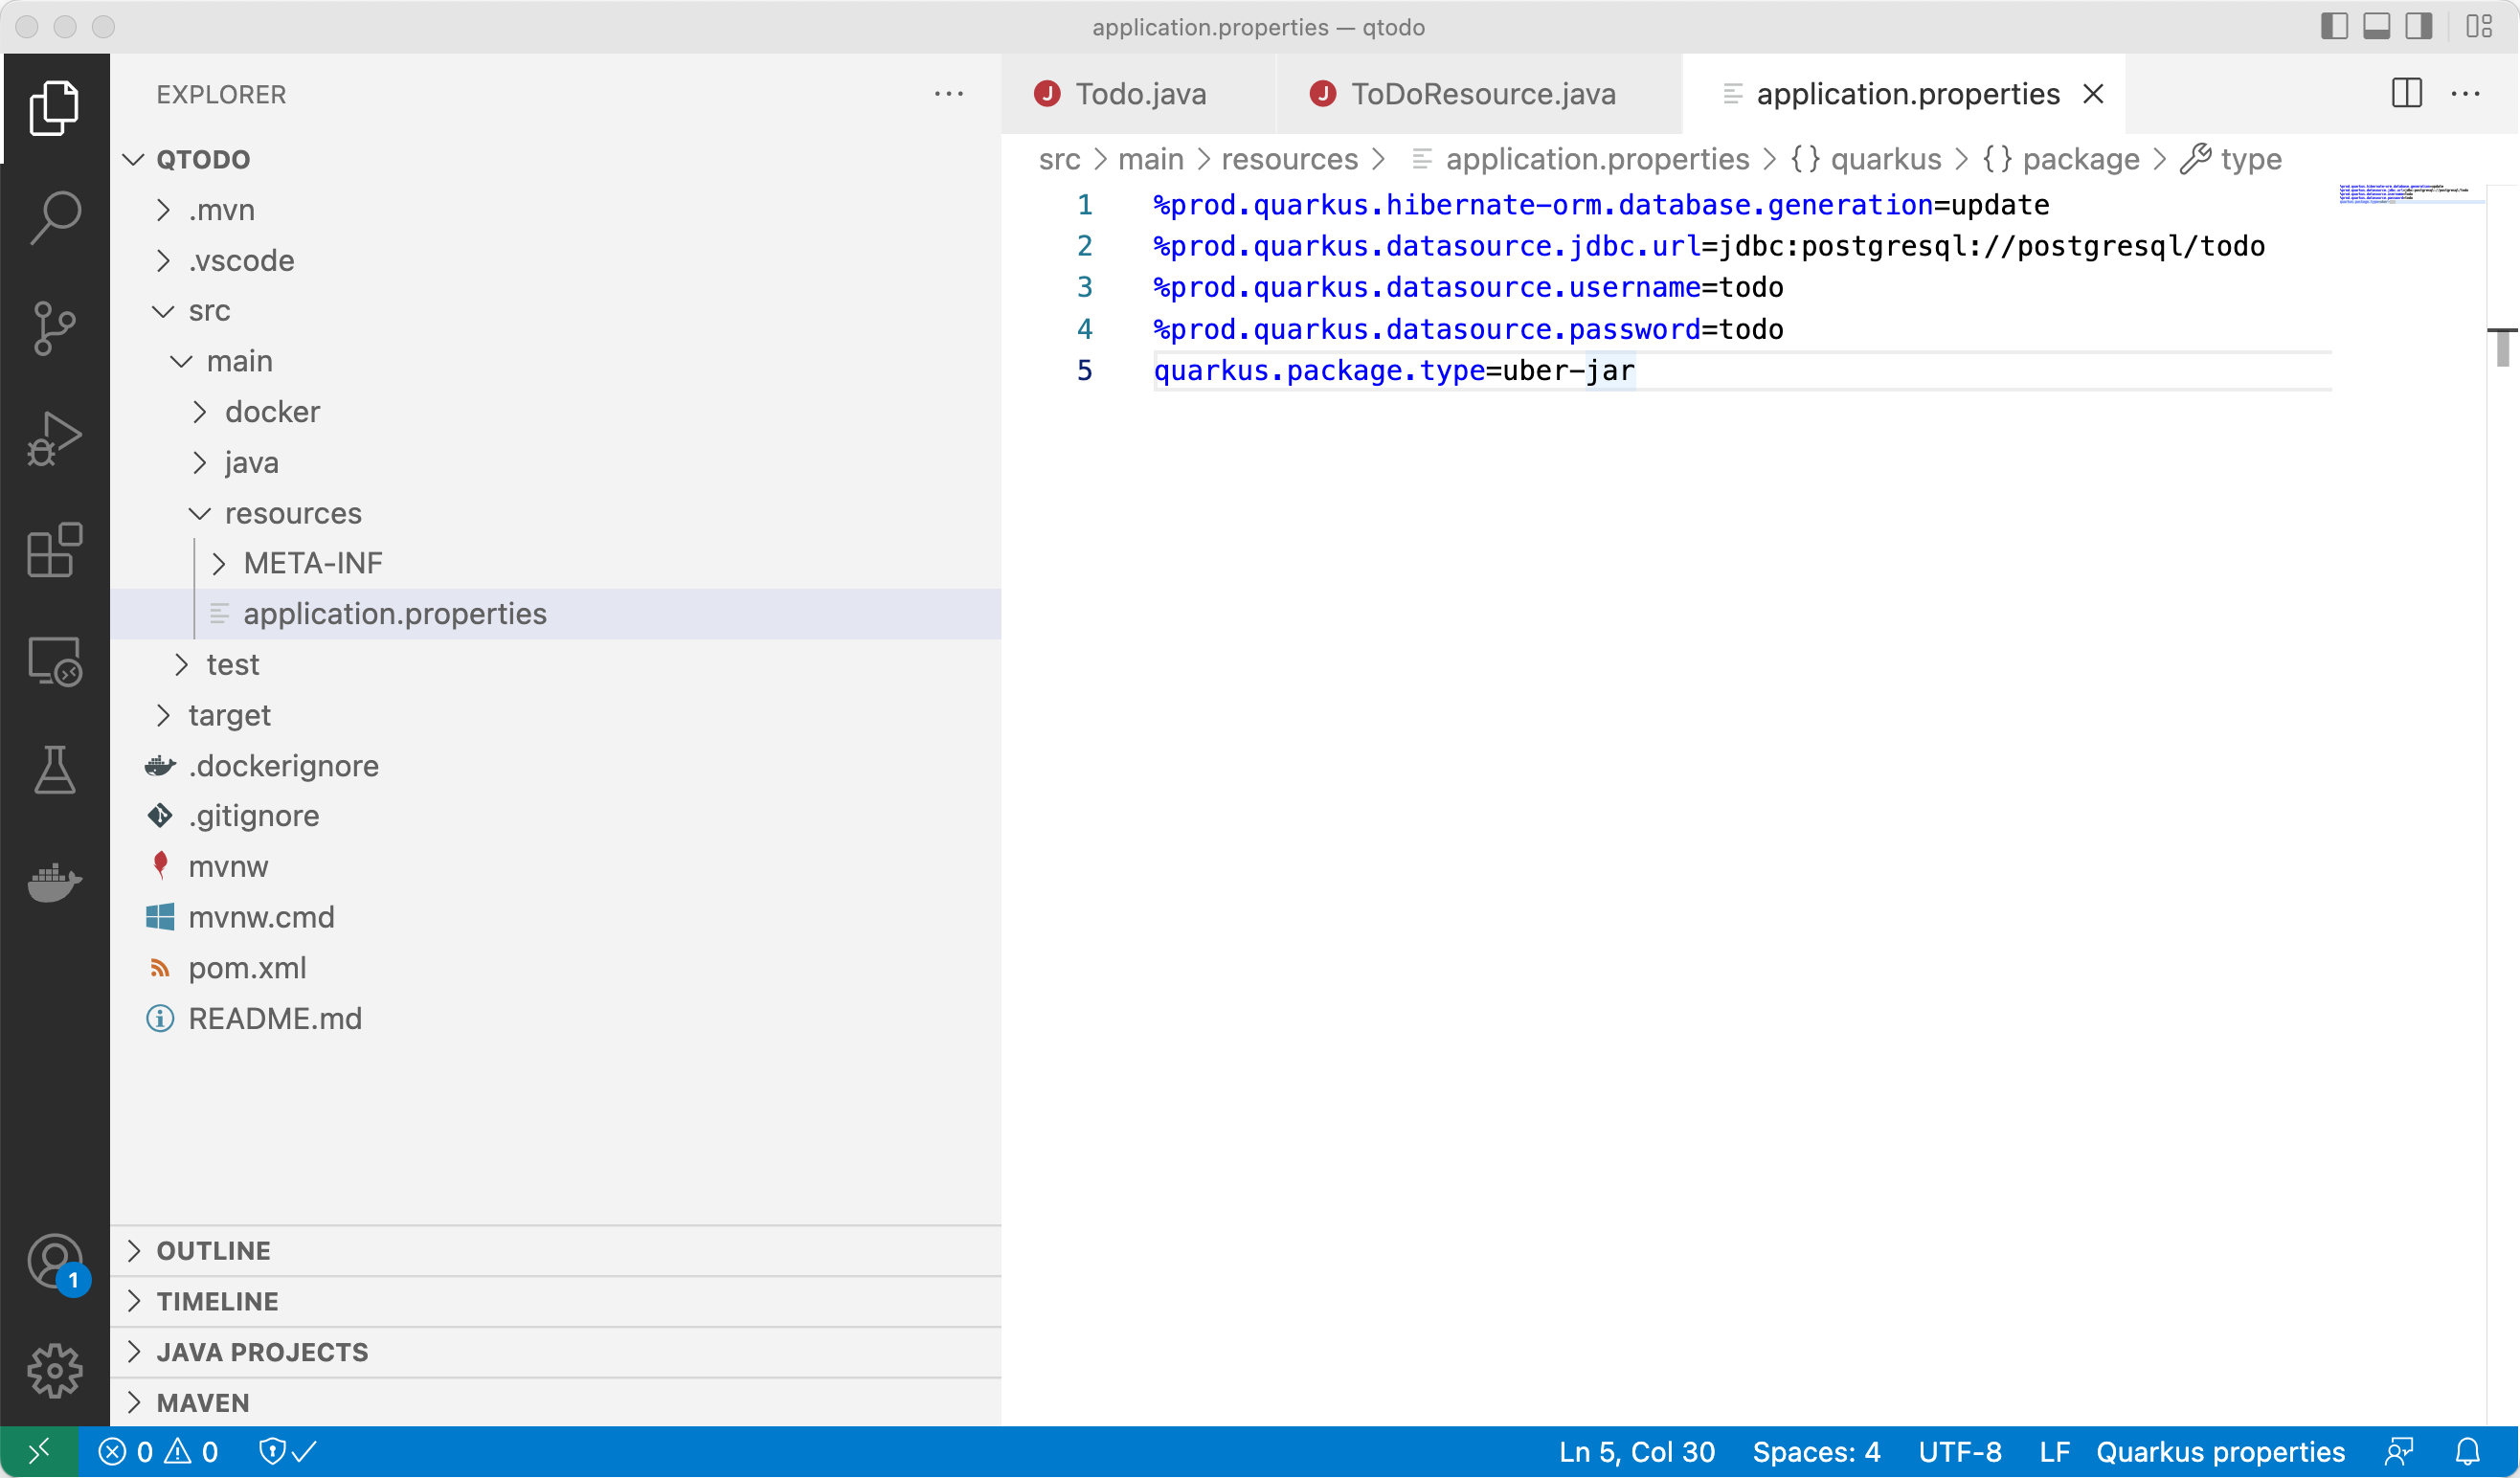 application.properties — qtodo
EXPLORER
QTODO
.mvn
.vscode
src
main
docker
java
resources
META-INF
application.properties
test
target
.dockerignore
.gitignore
mvnw
mvnw.cmd
pom.xml
README.md
OUTLINE
TIMELINE
JAVA PROJECTS
MAVEN
1
Todo.java
ToDoResource.java
application.properties
src > main > resources > application.properties > {} quarkus > {} package > type
1 %prod.quarkus.hibernate-orm.database.generation=update
2 %prod.quarkus.datasource.jdbc.url=jdbc:postgresql://postgresql/todo
3 %prod.quarkus.datasource.username=todo
4 %prod.quarkus.datasource.password=todo
5 quarkus.package.type=uber-jar
0 0
Ln 5, Col 30 Spaces: 4 UTF-8 LF Quarkus properties